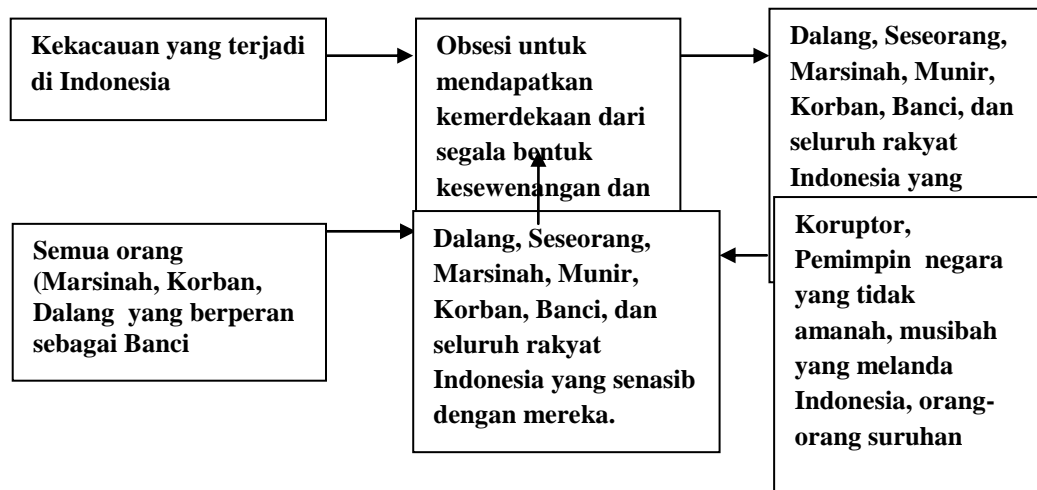 Kekacauan yang terjadi
di Indonesia
Obsesi untuk
mendapatkan
kemerdekaan dari
segala bentuk
kesewenangan dan
Dalang, Seseorang,
Marsinah, Munir,
Korban, Banci, dan
seluruh rakyat
Indonesia yang
Semua orang
(Marsinah, Korban,
Dalang yang berperan
sebagai Banci
Dalang, Seseorang,
Marsinah, Munir,
Korban, Banci, dan
seluruh rakyat
Indonesia yang senasib
dengan mereka.
Koruptor,
Pemimpin negara
yang tidak
amanah, musibah
yang melanda
Indonesia, orang-
orang suruhan